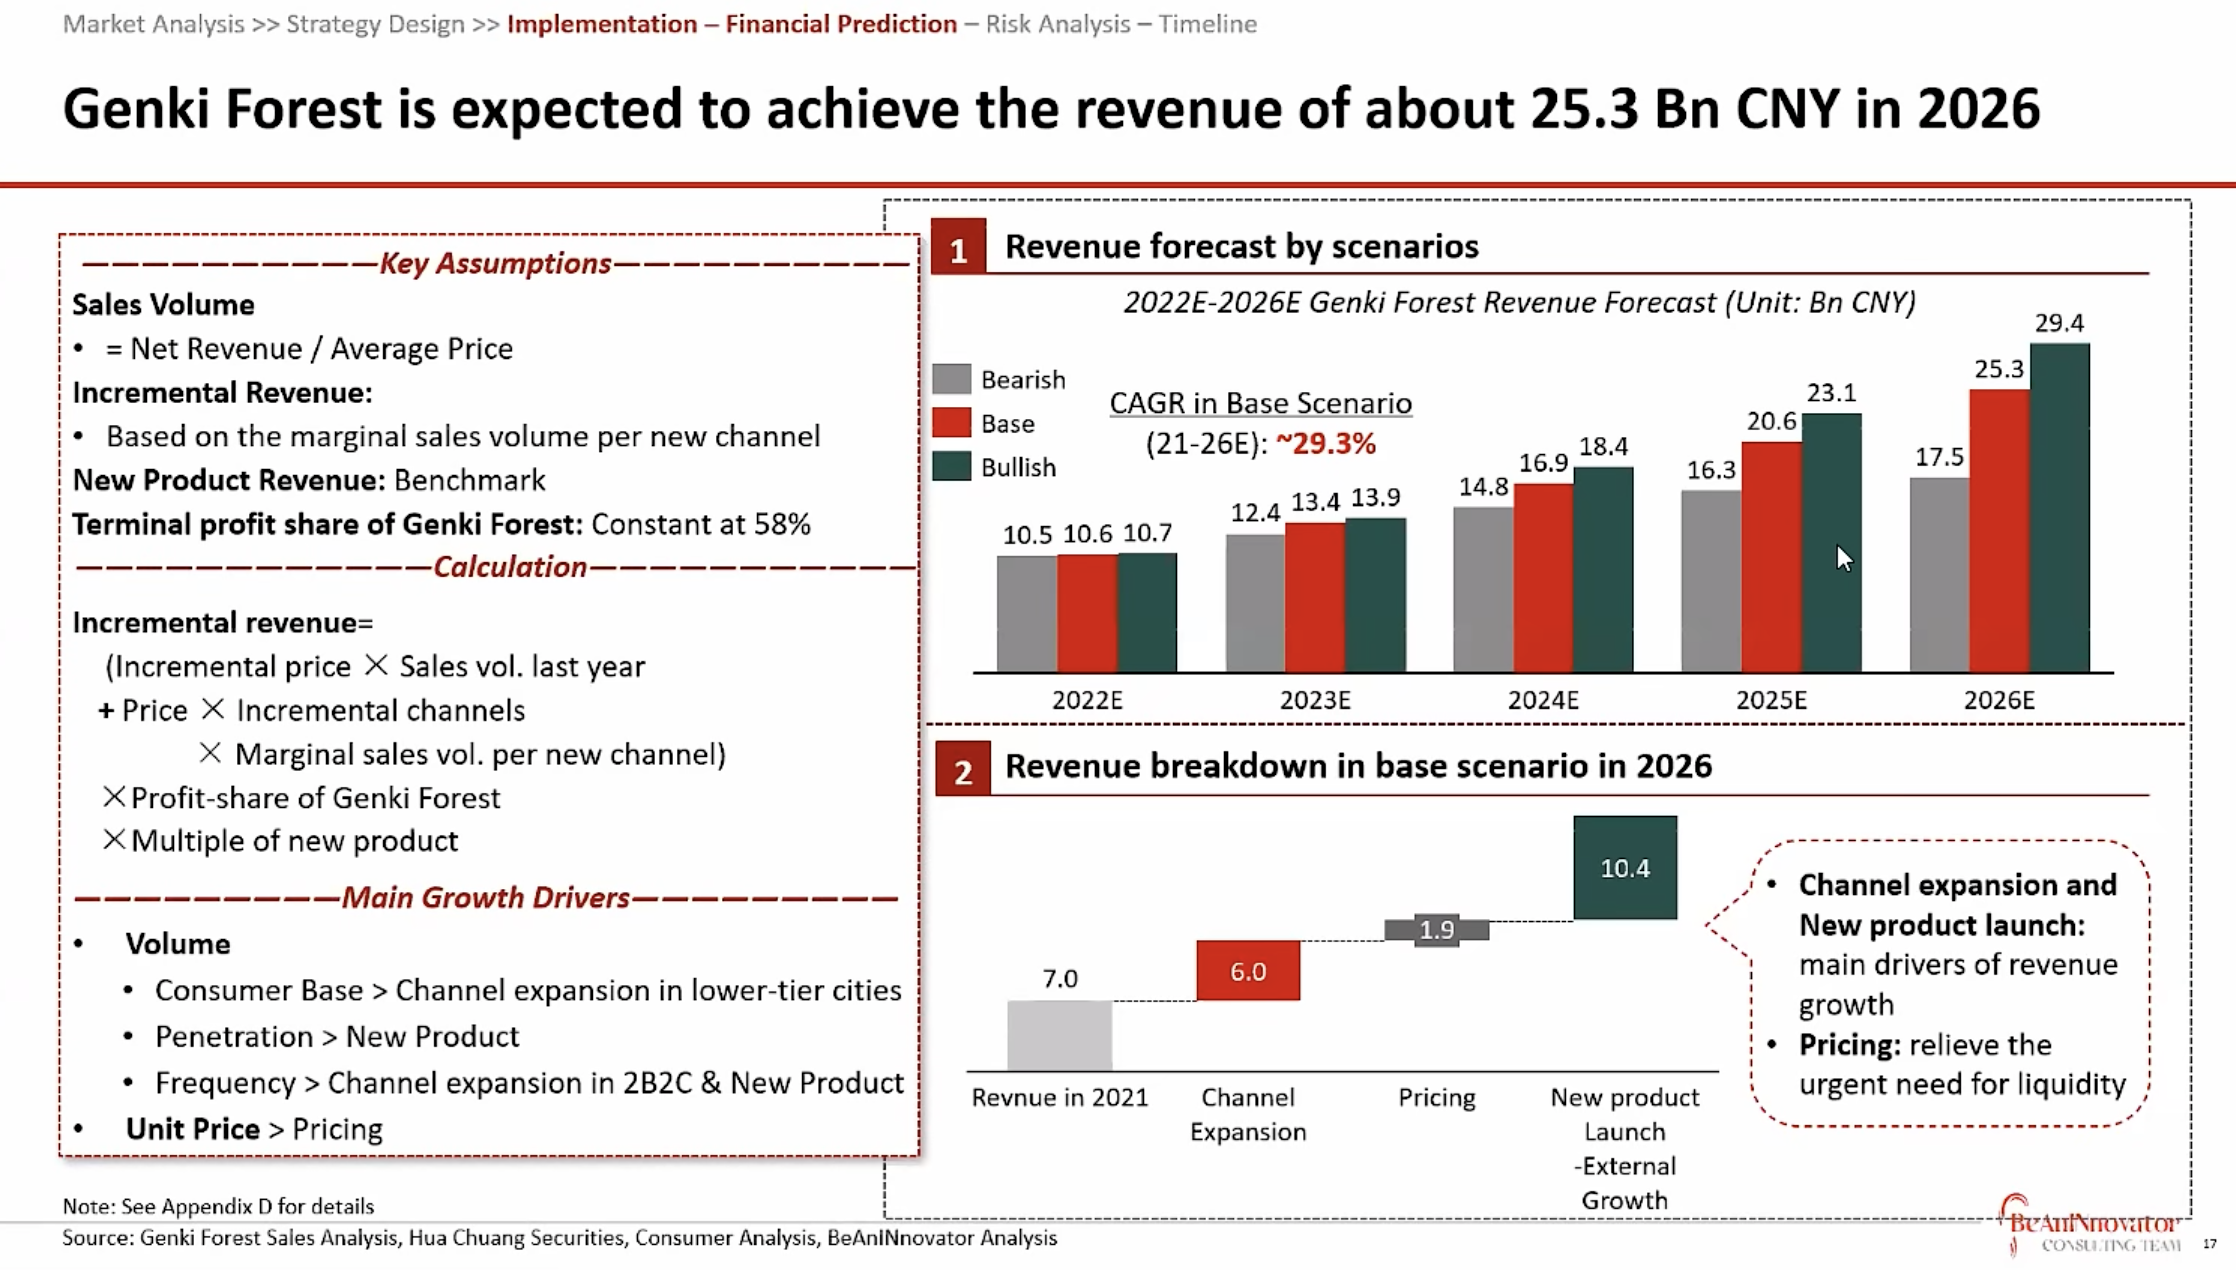 Market Analysis >> Strategy Design >> Implementation – Financial Prediction – Risk Analysis – Timeline
Genki Forest is expected to achieve the revenue of about 25.3 Bn CNY in 2026
Key Assumptions
Sales Volume
• = Net Revenue / Average Price
Incremental Revenue:
• Based on the marginal sales volume per new channel
New Product Revenue: Benchmark
Terminal profit share of Genki Forest: Constant at 58%
Calculation
Incremental revenue=
(Incremental price × Sales vol. last year
+ Price × Incremental channels
× Marginal sales vol. per new channel)
×Profit-share of Genki Forest
×Multiple of new product
Main Growth Drivers
• Volume
• Consumer Base > Channel expansion in lower-tier cities
• Penetration > New Product
• Frequency > Channel expansion in 2B2C & New Product
• Unit Price > Pricing
1 Revenue forecast by scenarios
2022E-2026E Genki Forest Revenue Forecast (Unit: Bn CNY)
Bearish
Base
Bullish
CAGR in Base Scenario
(21-26E): ~29.3%
10.5 10.6 10.7
12.4 13.4 13.9
14.8 16.9 18.4
16.3 20.6 23.1
17.5 25.3 29.4
2022E 2023E 2024E 2025E 2026E
2 Revenue breakdown in base scenario in 2026
7.0
6.0
1.9
10.4
Revnue in 2021
Channel
Expansion
Pricing
New product
Launch
-External
Growth
• Channel expansion and
New product launch:
main drivers of revenue
growth
• Pricing: relieve the
urgent need for liquidity
Note: See Appendix D for details
Source: Genki Forest Sales Analysis, Hua Chuang Securities, Consumer Analysis, BeAnINnovator Analysis
BeAnINnovator
CONSULTING TEAM
17